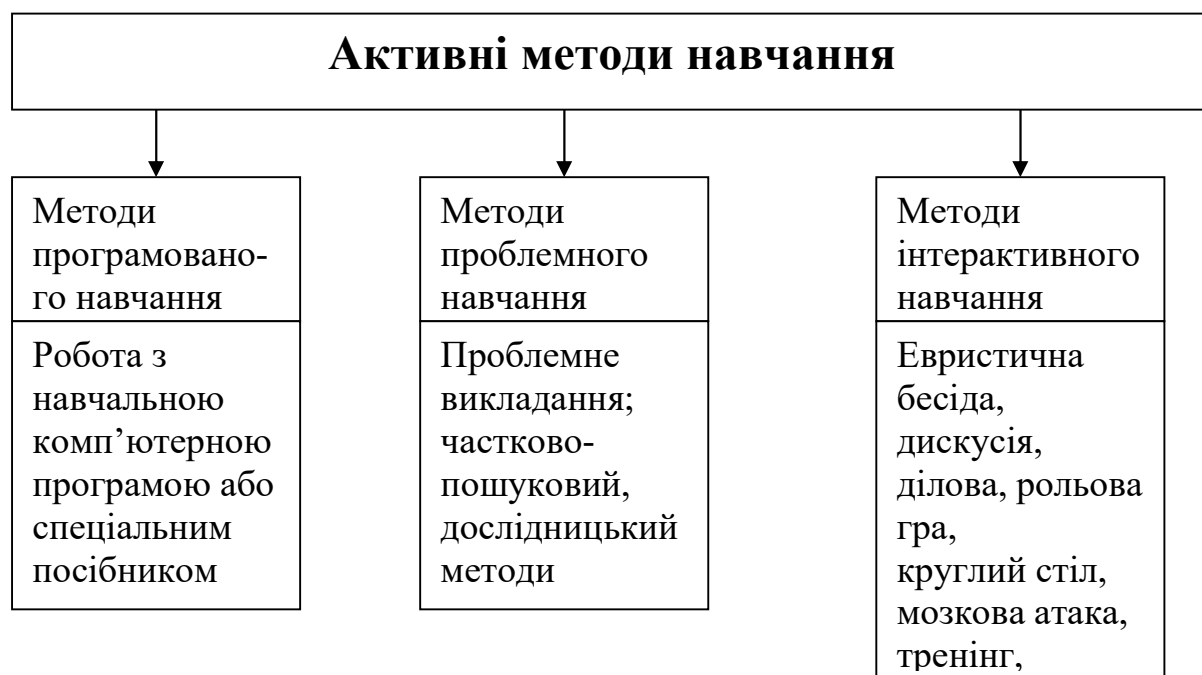 Активні методи навчання
Методи
програмовано-
го навчання
Робота з
навчальною
комп’ютерною
програмою або
спеціальним
посібником
Методи
проблемного
навчання
Проблемне
викладання;
частково-
пошуковий,
дослідницький
методи
Методи
інтерактивного
навчання
Евристична
бесіда,
дискусія,
ділова, рольова
гра,
круглий стіл,
мозкова атака,
тренінг,